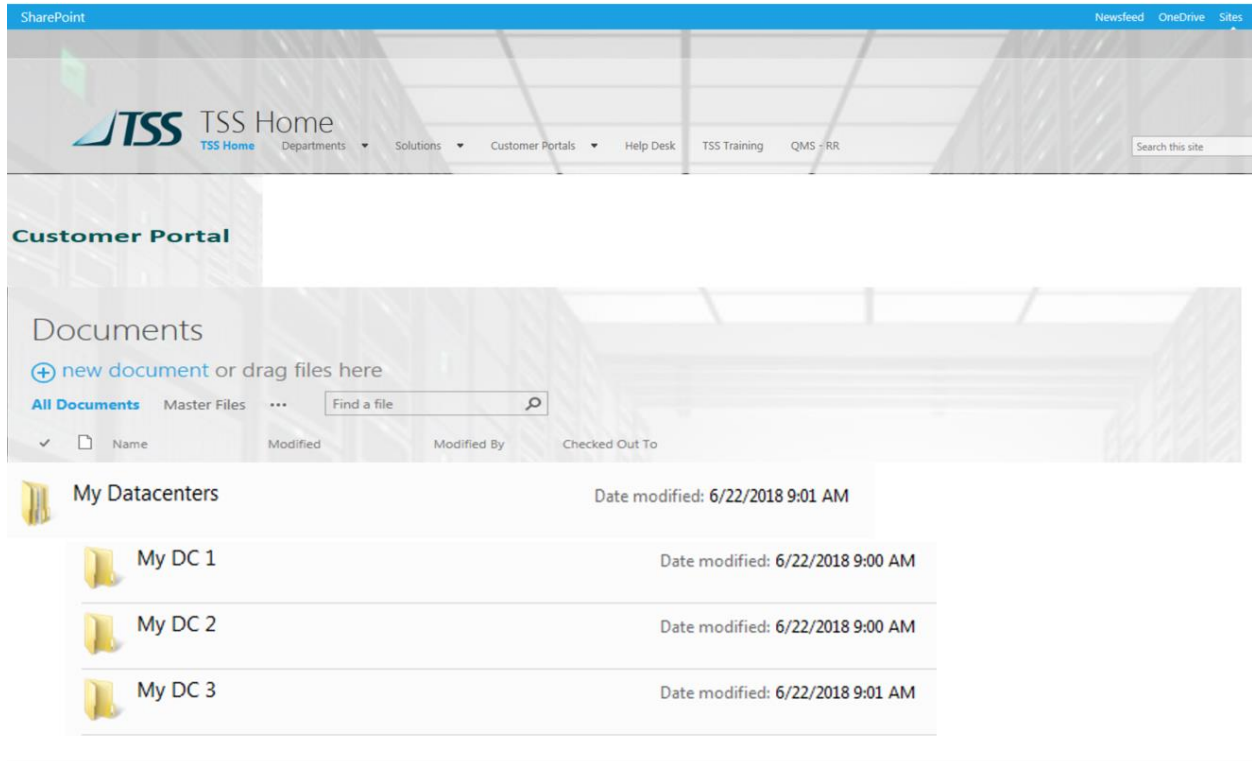 SharePoint Newsfeed OneDrive Sites
TSS TSS Home
TSS Home Departments Solutions Customer Portals Help Desk TSS Training QMS - RR Search this site
Customer Portal
Documents
new document or drag files here
All Documents Master Files ••• Find a file
Name Modified Modified By Checked Out To
My Datacenters Date modified: 6/22/2018 9:01 AM
My DC 1 Date modified: 6/22/2018 9:00 AM
My DC 2 Date modified: 6/22/2018 9:00 AM
My DC 3 Date modified: 6/22/2018 9:01 AM